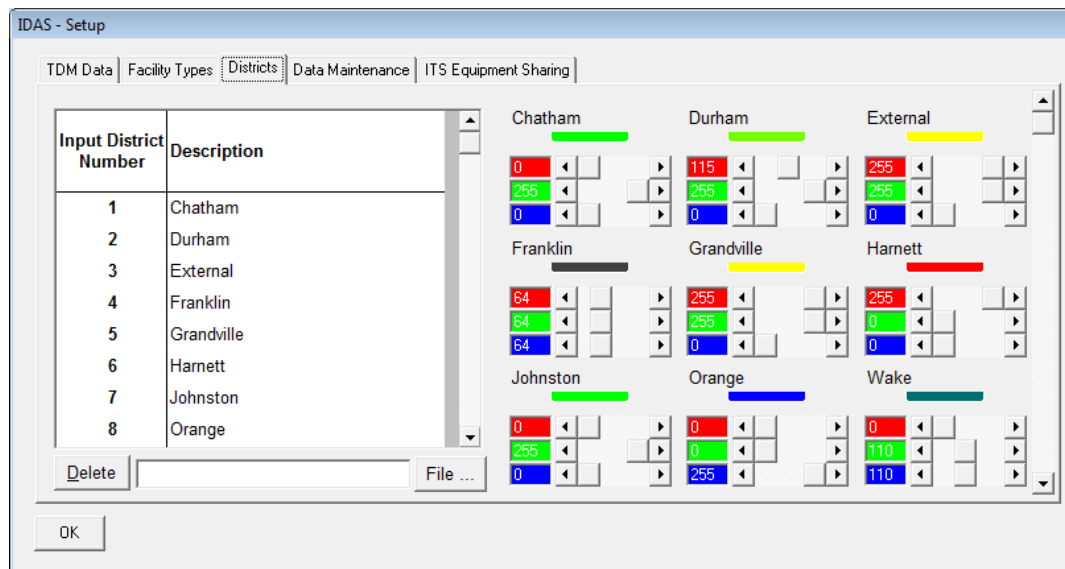 IDAS - Setup
TDM Data Facility Types Districts Data Maintenance ITS Equipment Sharing
Input District Number Description
1 Chatham
2 Durham
3 External
4 Franklin
5 Grandville
6 Harnett
7 Johnston
8 Orange
Delete File ...
Chatham Durham External
0 115 255
255 255 255
0 0 0
Franklin Grandville Harnett
64 255 255
64 255 0
64 0 0
Johnston Orange Wake
0 0 0
255 0 110
0 255 110
OK